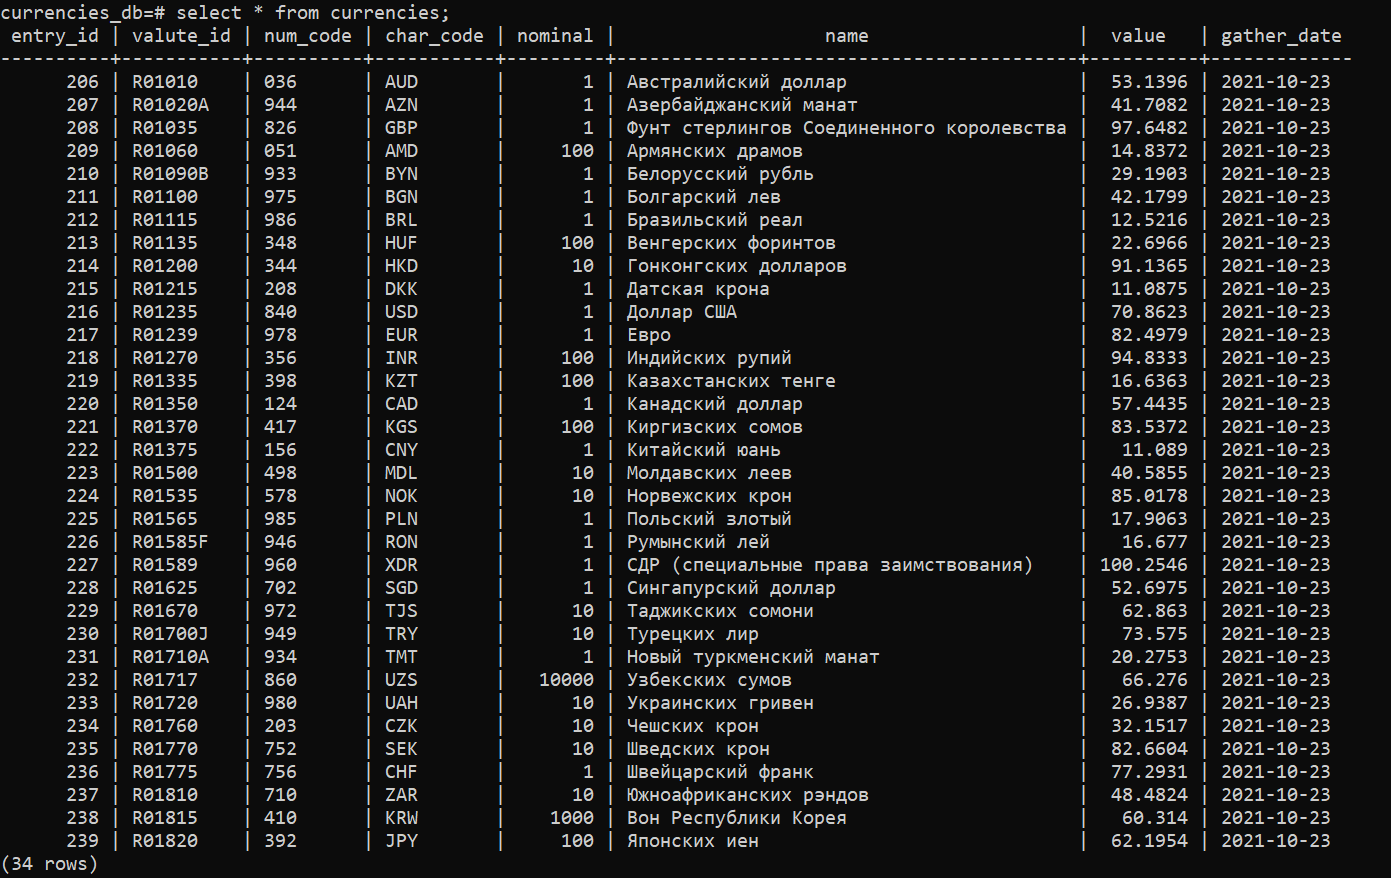 currencies_db=# select * from currencies;
 entry_id | valute_id | num_code | char_code | nominal |                   name                   |  value   | gather_date
----------+-----------+----------+-----------+---------+------------------------------------------+----------+-------------
      206 | R01010    | 036      | AUD       |       1 | Австралийский доллар                     |  53.1396 | 2021-10-23
      207 | R01020A   | 944      | AZN       |       1 | Азербайджанский манат                    |  41.7082 | 2021-10-23
      208 | R01035    | 826      | GBP       |       1 | Фунт стерлингов Соединенного королевства |  97.6482 | 2021-10-23
      209 | R01060    | 051      | AMD       |     100 | Армянских драмов                         |  14.8372 | 2021-10-23
      210 | R01090B   | 933      | BYN       |       1 | Белорусский рубль                        |  29.1903 | 2021-10-23
      211 | R01100    | 975      | BGN       |       1 | Болгарский лев                           |  42.1799 | 2021-10-23
      212 | R01115    | 986      | BRL       |       1 | Бразильский реал                         |  12.5216 | 2021-10-23
      213 | R01135    | 348      | HUF       |     100 | Венгерских форинтов                      |  22.6966 | 2021-10-23
      214 | R01200    | 344      | HKD       |      10 | Гонконгских долларов                     |  91.1365 | 2021-10-23
      215 | R01215    | 208      | DKK       |       1 | Датская крона                            |  11.0875 | 2021-10-23
      216 | R01235    | 840      | USD       |       1 | Доллар США                               |  70.8623 | 2021-10-23
      217 | R01239    | 978      | EUR       |       1 | Евро                                     |  82.4979 | 2021-10-23
      218 | R01270    | 356      | INR       |     100 | Индийских рупий                          |  94.8333 | 2021-10-23
      219 | R01335    | 398      | KZT       |     100 | Казахстанских тенге                      |  16.6363 | 2021-10-23
      220 | R01350    | 124      | CAD       |       1 | Канадский доллар                         |  57.4435 | 2021-10-23
      221 | R01370    | 417      | KGS       |     100 | Киргизских сомов                         |  83.5372 | 2021-10-23
      222 | R01375    | 156      | CNY       |       1 | Китайский юань                           |   11.089 | 2021-10-23
      223 | R01500    | 498      | MDL       |      10 | Молдавских леев                          |  40.5855 | 2021-10-23
      224 | R01535    | 578      | NOK       |      10 | Норвежских крон                          |  85.0178 | 2021-10-23
      225 | R01565    | 985      | PLN       |       1 | Польский злотый                          |  17.9063 | 2021-10-23
      226 | R01585F   | 946      | RON       |       1 | Румынский лей                            |   16.677 | 2021-10-23
      227 | R01589    | 960      | XDR       |       1 | СДР (специальные права заимствования)    | 100.2546 | 2021-10-23
      228 | R01625    | 702      | SGD       |       1 | Сингапурский доллар                      |  52.6975 | 2021-10-23
      229 | R01670    | 972      | TJS       |      10 | Таджикских сомони                        |   62.863 | 2021-10-23
      230 | R01700J   | 949      | TRY       |      10 | Турецких лир                             |   73.575 | 2021-10-23
      231 | R01710A   | 934      | TMT       |       1 | Новый туркменский манат                  |  20.2753 | 2021-10-23
      232 | R01717    | 860      | UZS       |   10000 | Узбекских сумов                          |   66.276 | 2021-10-23
      233 | R01720    | 980      | UAH       |      10 | Украинских гривен                        |  26.9387 | 2021-10-23
      234 | R01760    | 203      | CZK       |      10 | Чешских крон                             |  32.1517 | 2021-10-23
      235 | R01770    | 752      | SEK       |      10 | Шведских крон                            |  82.6604 | 2021-10-23
      236 | R01775    | 756      | CHF       |       1 | Швейцарский франк                        |  77.2931 | 2021-10-23
      237 | R01810    | 710      | ZAR       |      10 | Южноафриканских рэндов                   |  48.4824 | 2021-10-23
      238 | R01815    | 410      | KRW       |    1000 | Вон Республики Корея                     |   60.314 | 2021-10-23
      239 | R01820    | 392      | JPY       |     100 | Японских иен                             |  62.1954 | 2021-10-23
(34 rows)